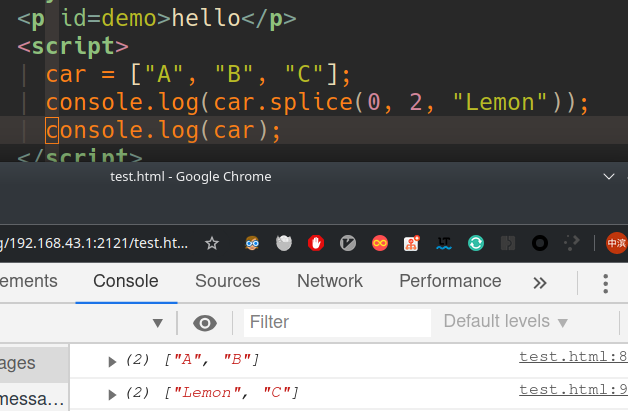 <p id=demo>hello</p>
<script>
car = ["A", "B", "C"];
console.log(car.splice(0, 2, "Lemon"));
console.log(car);
</script>
test.html - Google Chrome
g/192.168.43.1:2121/test.ht...
ements Console Sources Network Performance »
Filter Default levels ▼
ages (2) ["A", "B"] test.html:8
messa... (2) ["Lemon", "C"] test.html:9